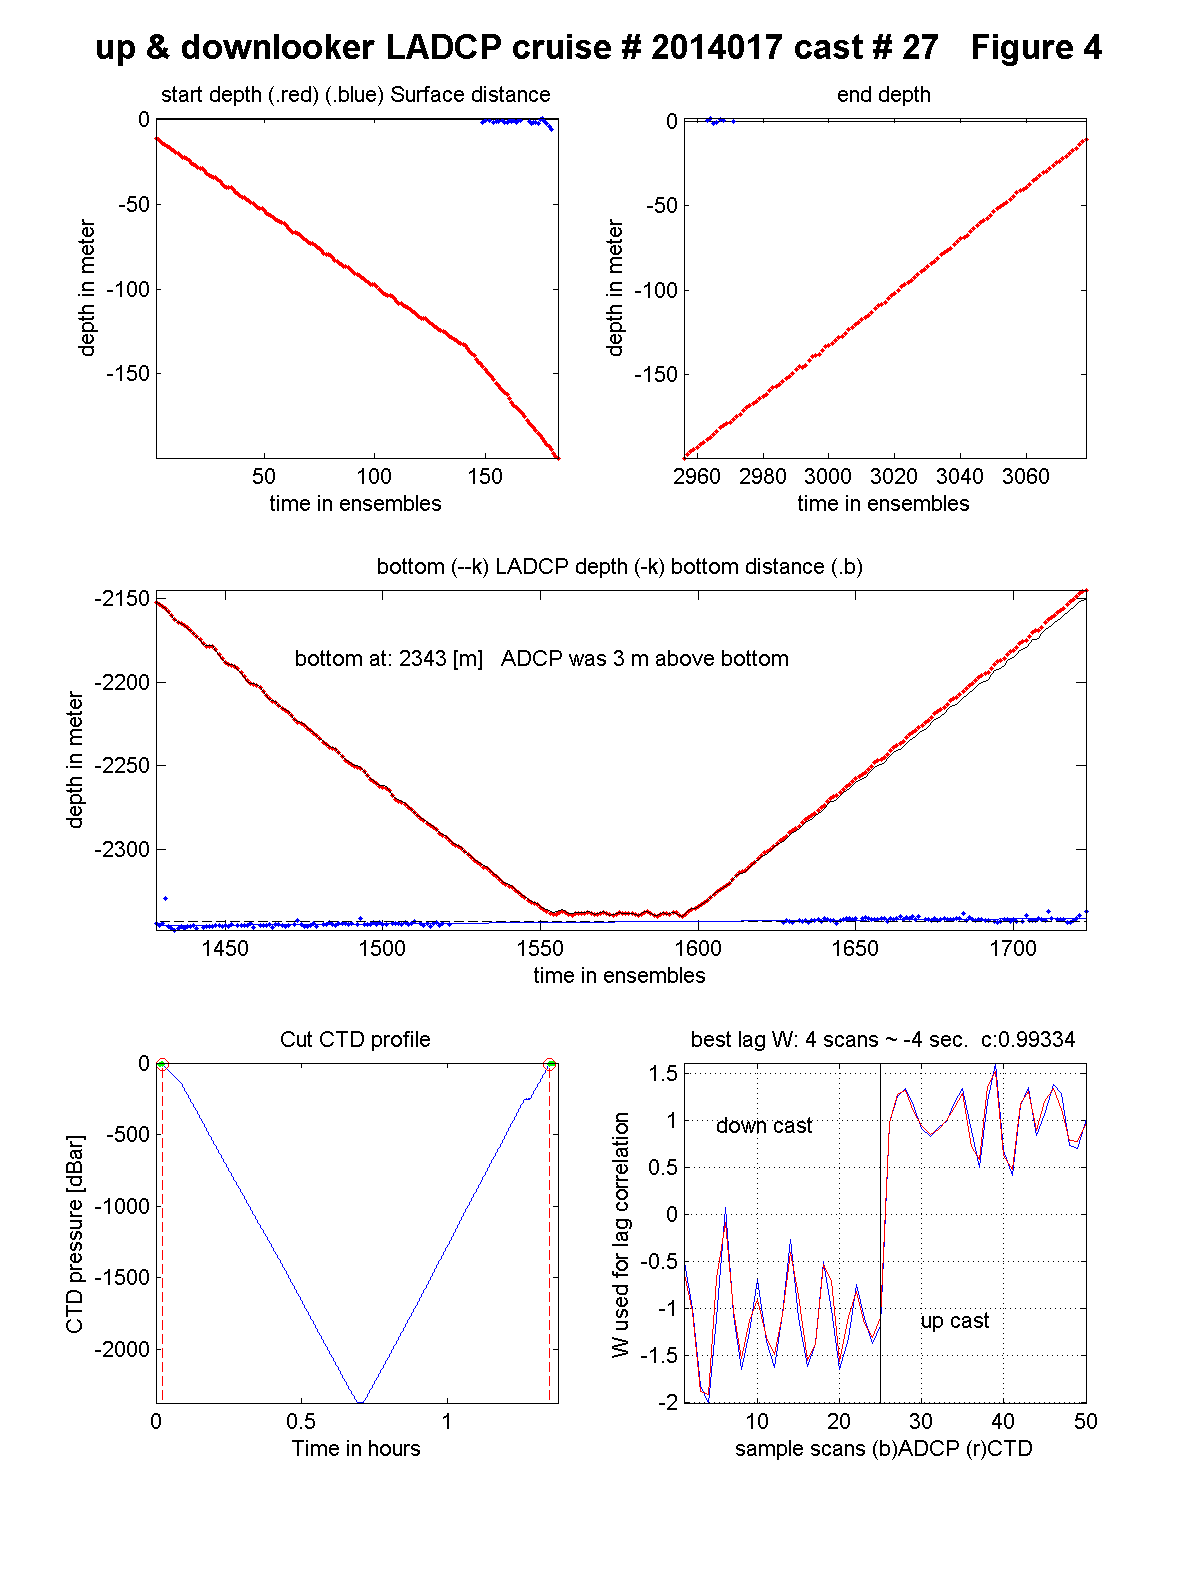 up & downlooker LADCP cruise # 2014017 cast # 27 Figure 4
start depth (.red) (.blue) Surface distance
0
-50
-100
-150
depth in meter
50 100 150
time in ensembles
end depth
0
-50
-100
-150
depth in meter
2960 2980 3000 3020 3040 3060
time in ensembles
bottom (--k) LADCP depth (-k) bottom distance (.b)
-2150
-2200
-2250
-2300
depth in meter
bottom at: 2343 [m] ADCP was 3 m above bottom
1450 1500 1550 1600 1650 1700
time in ensembles
Cut CTD profile
0
-500
-1000
-1500
-2000
CTD pressure [dBar]
0 0.5 1
Time in hours
best lag W: 4 scans ~ -4 sec. c:0.99334
1.5
1
0.5
0
-0.5
-1
-1.5
-2
W used for lag correlation
down cast
up cast
10 20 30 40 50
sample scans (b)ADCP (r)CTD